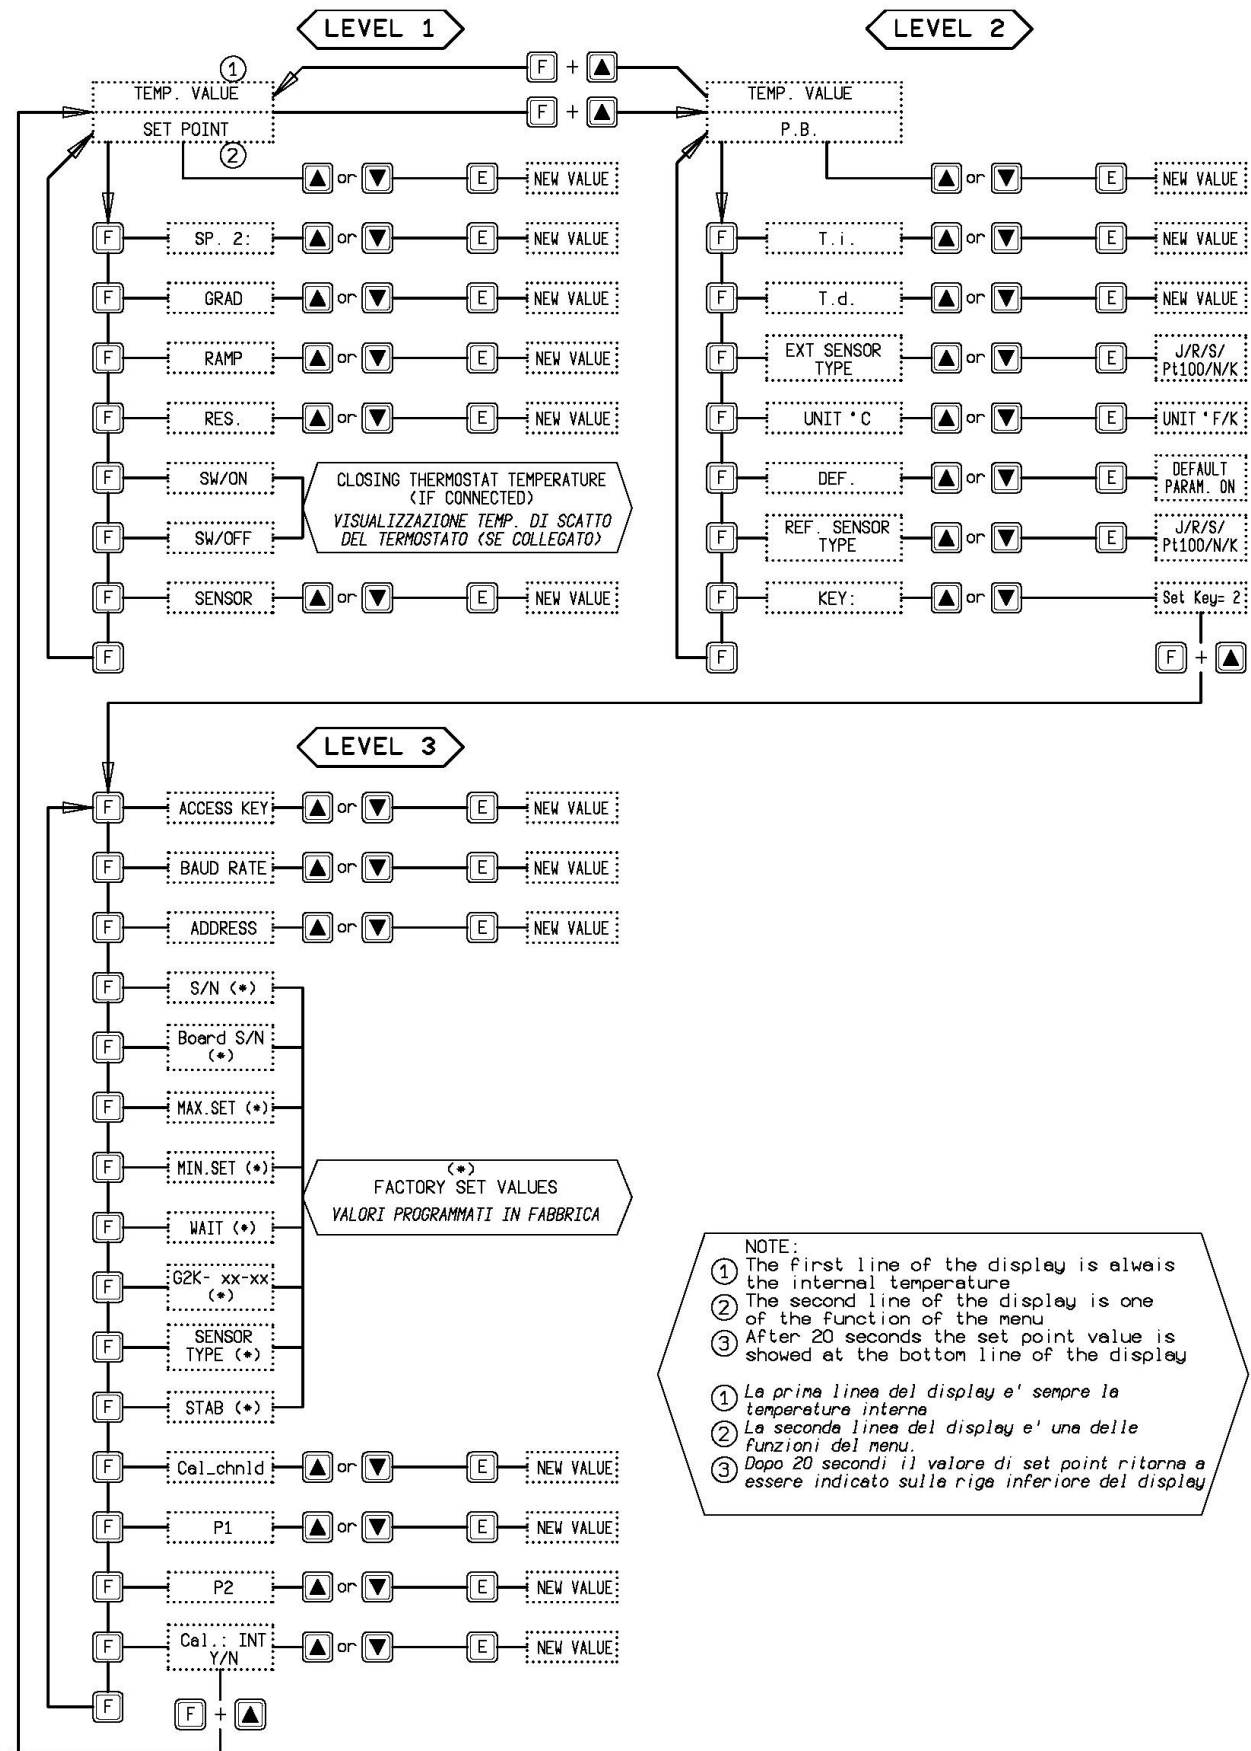 LEVEL 1
LEVEL 2
1
F + ▲
TEMP. VALUE
TEMP. VALUE
F + ▲
SET POINT
P.B.
2
▲ or ▼ E NEW VALUE
▲ or ▼ E NEW VALUE
F SP. 2: ▲ or ▼ E NEW VALUE
F T.i. ▲ or ▼ E NEW VALUE
F GRAD ▲ or ▼ E NEW VALUE
F T.d. ▲ or ▼ E NEW VALUE
F RAMP ▲ or ▼ E NEW VALUE
F EXT SENSOR
TYPE ▲ or ▼ E J/R/S/
Pt100/N/K
F RES. ▲ or ▼ E NEW VALUE
F UNIT °C ▲ or ▼ E UNIT °F/K
F SW/ON
CLOSING THERMOSTAT TEMPERATURE
(IF CONNECTED)
VISUALIZZAZIONE TEMP. DI SCATTO
DEL TERMOSTATO (SE COLLEGATO)
F DEF. ▲ or ▼ E DEFAULT
PARAM. ON
F SW/OFF
F REF. SENSOR
TYPE ▲ or ▼ E J/R/S/
Pt100/N/K
F SENSOR ▲ or ▼ E NEW VALUE
F KEY: ▲ or ▼ Set Key= 2
F
F
F + ▲
LEVEL 3
F ACCESS KEY ▲ or ▼ E NEW VALUE
F BAUD RATE ▲ or ▼ E NEW VALUE
F ADDRESS ▲ or ▼ E NEW VALUE
F S/N (*)
F Board S/N
(*)
F MAX.SET (*)
F MIN.SET (*)
(*)
FACTORY SET VALUES
VALORI PROGRAMMATI IN FABBRICA
F WAIT (*)
F G2K- xx-xx
(*)
F SENSOR
TYPE (*)
F STAB (*)
F Cal_chnld ▲ or ▼ E NEW VALUE
F P1 ▲ or ▼ E NEW VALUE
F P2 ▲ or ▼ E NEW VALUE
F Cal.: INT
Y/N ▲ or ▼ E NEW VALUE
F
F + ▲
NOTE:
1 The first line of the display is alwais
the internal temperature
2 The second line of the display is one
of the function of the menu
3 After 20 seconds the set point value is
showed at the bottom line of the display
1 La prima linea del display e' sempre la
temperatura interna
2 La seconda linea del display e' una delle
funzioni del menu.
3 Dopo 20 secondi il valore di set point ritorna a
essere indicato sulla riga inferiore del display